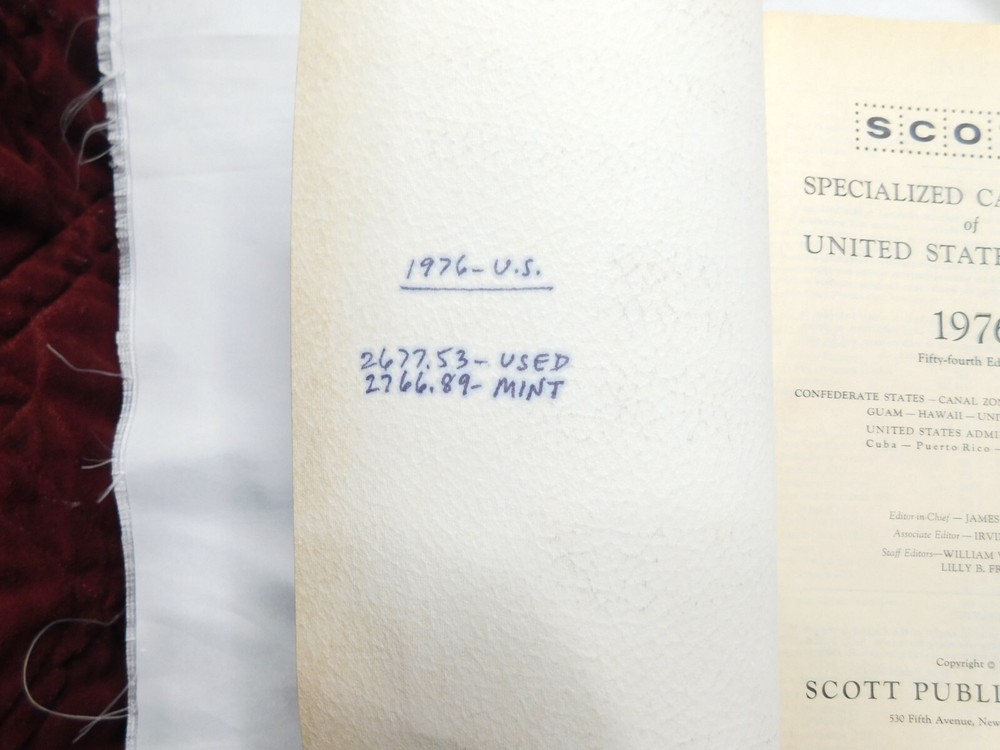 1976-U.S.
2677.53- USED
2766.89- MINT
SCO
SPECIALIZED CA
of
UNITED STATE
1976
Fifty-fourth Ed
CONFEDERATE STATES — CANAL ZON
GUAM — HAWAII — UNI
UNITED STATES ADMI
Cuba — Puerto Rico —
Editor-in-Chief — JAMES
Associate Editor — IRVI
Staff Editors—WILLIAM
LILLY B. FR
Copyright ©
SCOTT PUBLI
530 Fifth Avenue, New